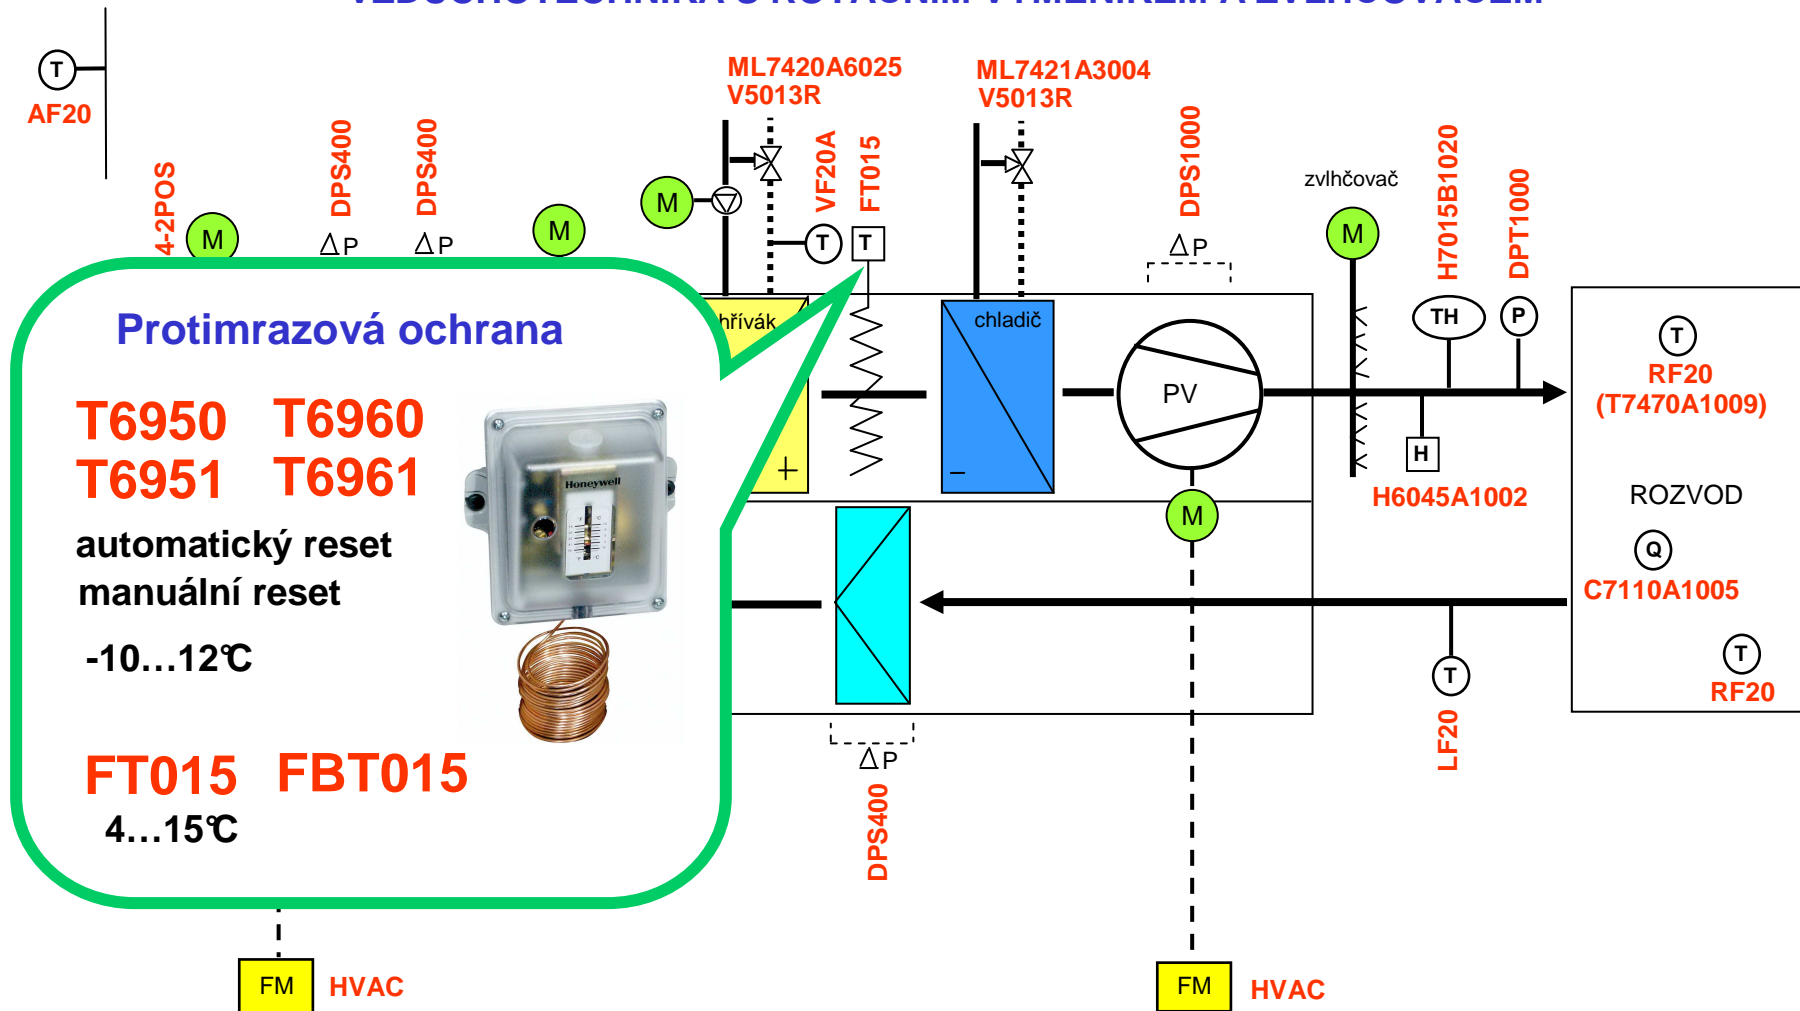 T
AF20
ML7420A6025
V5013R
ML7421A3004
V5013R
4-2POS
DPS400
DPS400
VF20A
FT015
DPS1000
zvlhčovač
H7015B1020
DPT1000
M
M
M
M
ΔP
ΔP
ΔP
T
T
Protimrazová ochrana
T6950 T6960
T6951 T6961
automatický reset
manuální reset
-10...12°C
FT015 FBT015
4...15°C
Honeywell
hřívák
+
chladič
−
PV
M
TH
P
H
H6045A1002
T
RF20
(T7470A1009)
ROZVOD
Q
C7110A1005
T
RF20
T
LF20
ΔP
DPS400
FM
HVAC
FM
HVAC